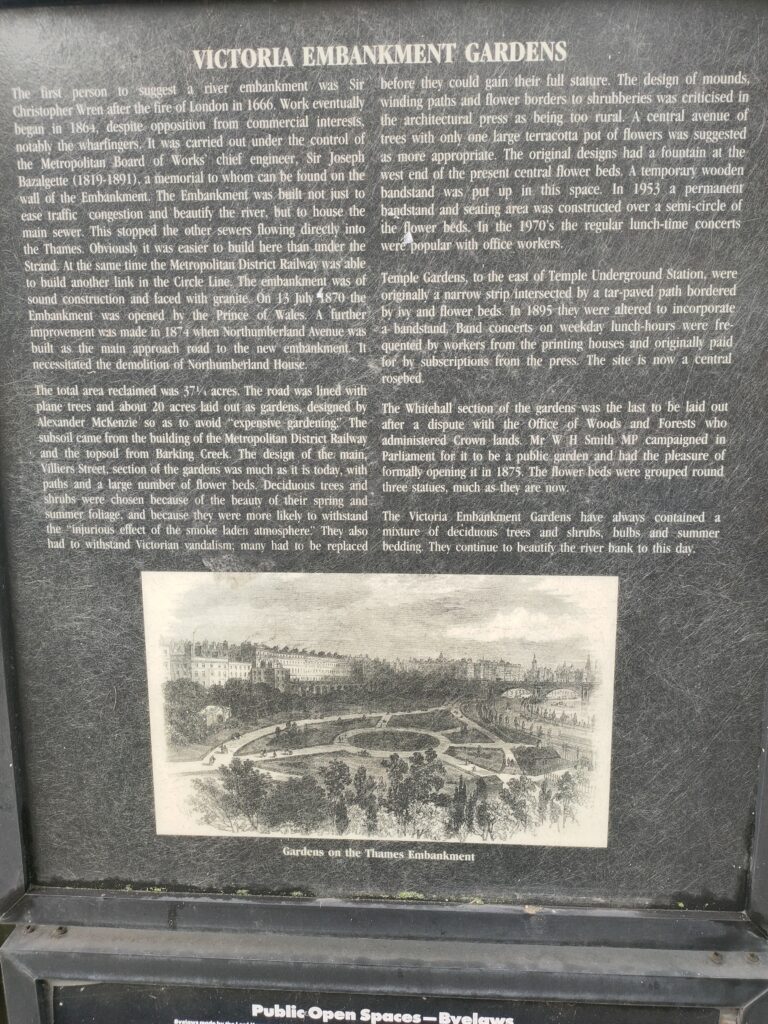 VICTORIA EMBANKMENT GARDENS
The first person to suggest a river embankment was Sir
Christopher Wren after the fire of London in 1666. Work eventually
began in 1864, despite opposition from commercial interests,
notably the wharfingers. It was carried out under the control of
the Metropolitan Board of Works' chief engineer, Sir Joseph
Bazalgette (1819-1891), a memorial to whom can be found on the
wall of the Embankment. The Embankment was built not just to
ease traffic congestion and beautify the river, but to house the
main sewer. This stopped the other sewers flowing directly into
the Thames. Obviously it was easier to build here than under the
Strand. At the same time the Metropolitan District Railway was able
to build another link in the Circle Line. The embankment was of
sound construction and faced with granite. On 13 July 1870 the
Embankment was opened by the Prince of Wales. A further
improvement was made in 1874 when Northumberland Avenue was
built as the main approach road to the new embankment. It
necessitated the demolition of Northumberland House.
The total area reclaimed was 37¼ acres. The road was lined with
plane trees and about 20 acres laid out as gardens, designed by
Alexander McKenzie so as to avoid "expensive gardening." The
subsoil came from the building of the Metropolitan District Railway
and the topsoil from Barking Creek. The design of the main,
Villiers Street, section of the gardens was much as it is today, with
paths and a large number of flower beds. Deciduous trees and
shrubs were chosen because of the beauty of their spring and
summer foliage, and because they were more likely to withstand
the "injurious effect of the smoke laden atmosphere." They also
had to withstand Victorian vandalism; many had to be replaced
before they could gain their full stature. The design of mounds,
winding paths and flower borders to shrubberies was criticised in
the architectural press as being too rural. A central avenue of
trees with only one large terracotta pot of flowers was suggested
as more appropriate. The original designs had a fountain at the
west end of the present central flower beds. A temporary wooden
bandstand was put up in this space. In 1953 a permanent
bandstand and seating area was constructed over a semi-circle of
the flower beds. In the 1970's the regular lunch-time concerts
were popular with office workers.
Temple Gardens, to the east of Temple Underground Station, were
originally a narrow strip intersected by a tar-paved path bordered
by ivy and flower beds. In 1895 they were altered to incorporate
a bandstand. Band concerts on weekday lunch-hours were fre-
quented by workers from the printing houses and originally paid
for by subscriptions from the press. The site is now a central
rosebed.
The Whitehall section of the gardens was the last to be laid out
after a dispute with the Office of Woods and Forests who
administered Crown lands. Mr W H Smith MP campaigned in
Parliament for it to be a public garden and had the pleasure of
formally opening it in 1875. The flower beds were grouped round
three statues, much as they are now.
The Victoria Embankment Gardens have always contained a
mixture of deciduous trees and shrubs, bulbs and summer
bedding. They continue to beautify the river bank to this day.
Gardens on the Thames Embankment
Public Open Spaces—Byelaws
Byelaws made by the